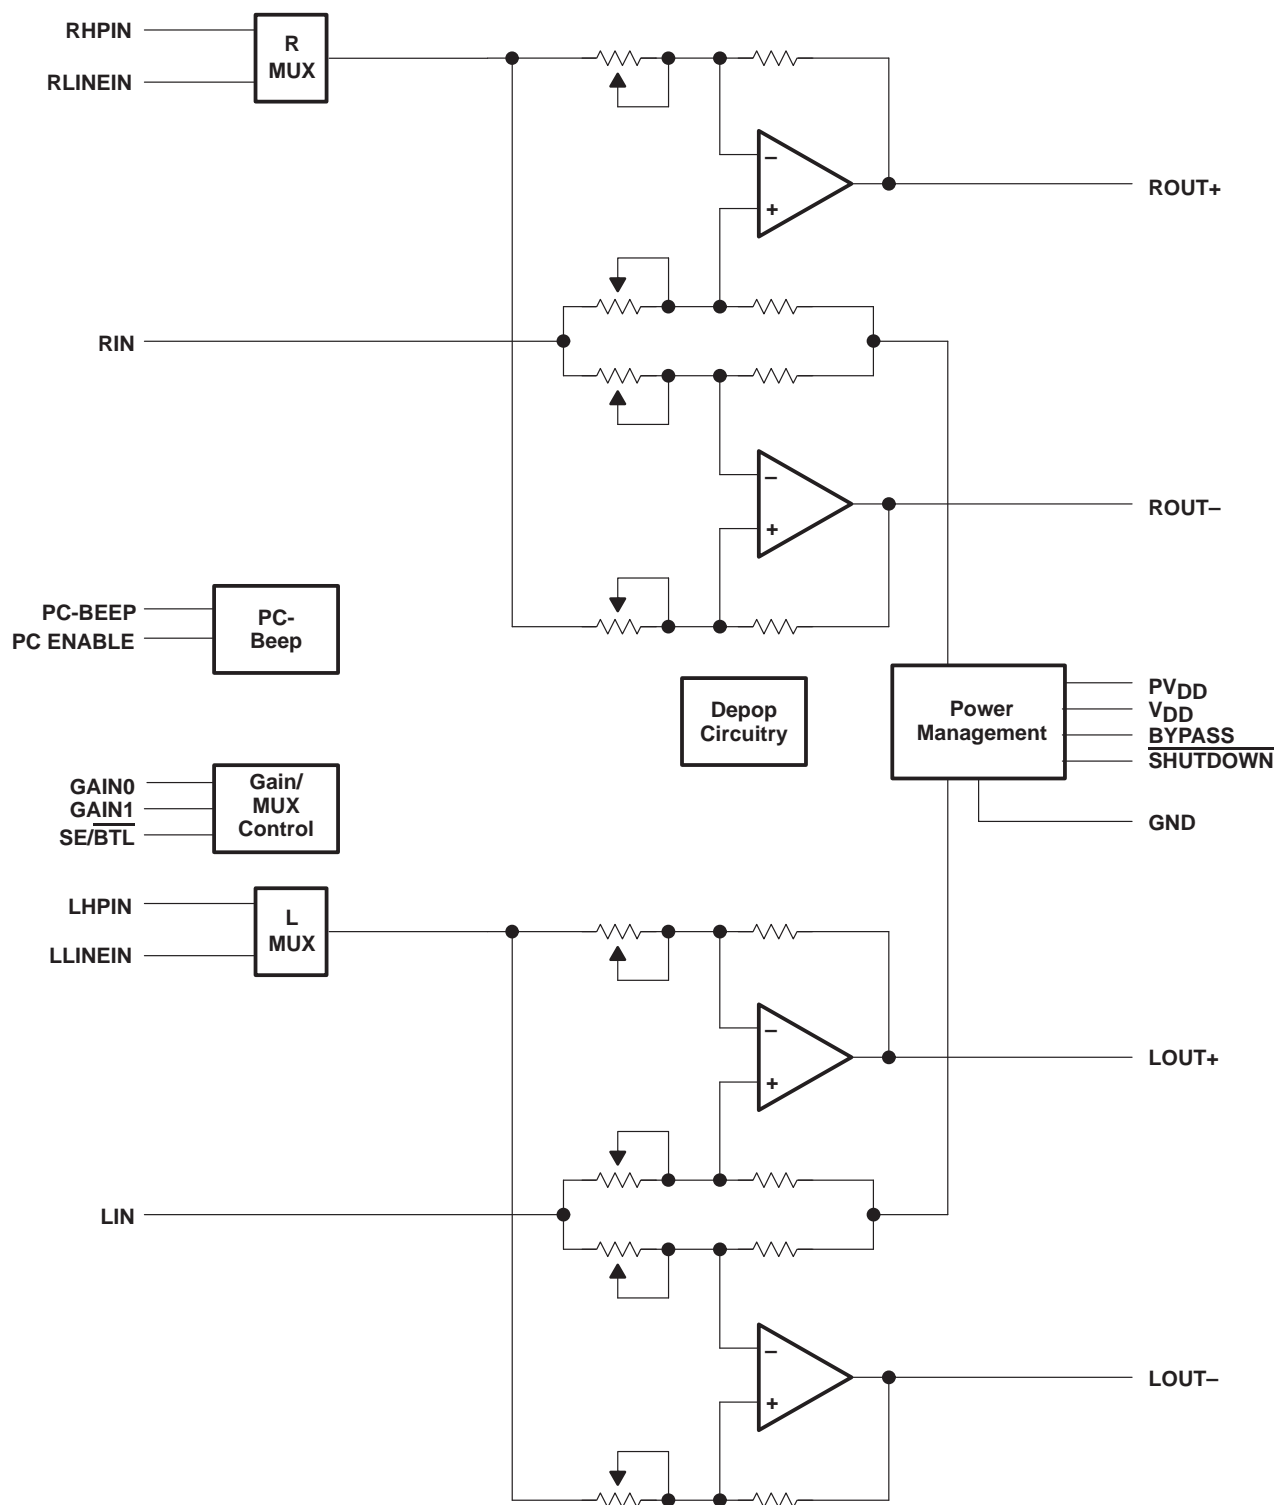 RHPIN
RLINEIN
R
MUX
−
+
ROUT+
RIN
−
+
ROUT–
PC-BEEP
PC ENABLE
PC-
Beep
Depop
Circuitry
Power
Management
PVDD
VDD
BYPASS
SHUTDOWN
GND
GAIN0
GAIN1
SE/BTL
Gain/
MUX
Control
LHPIN
LLINEIN
L
MUX
−
+
LOUT+
LIN
−
+
LOUT–